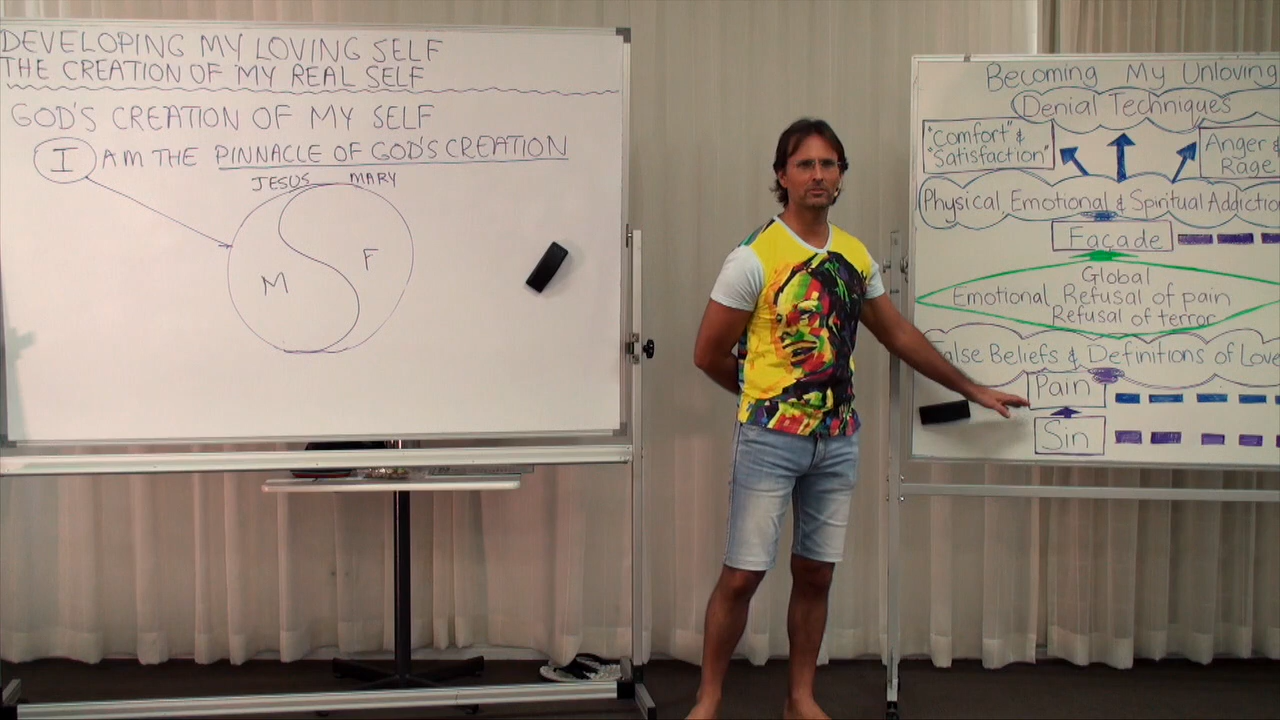 DEVELOPING MY LOVING SELF
THE CREATION OF MY REAL SELF
GOD'S CREATION OF MY SELF
I AM THE PINNACLE OF GOD'S CREATION
JESUS MARY
M F
Becoming My Unloving
Denial Techniques
"Comfort" &
"Satisfaction"
Anger &
Rage
Physical, Emotional & Spiritual Addiction
Façade
Global
Emotional Refusal of pain
Refusal of terror
False Beliefs & Definitions of Love
Pain
Sin